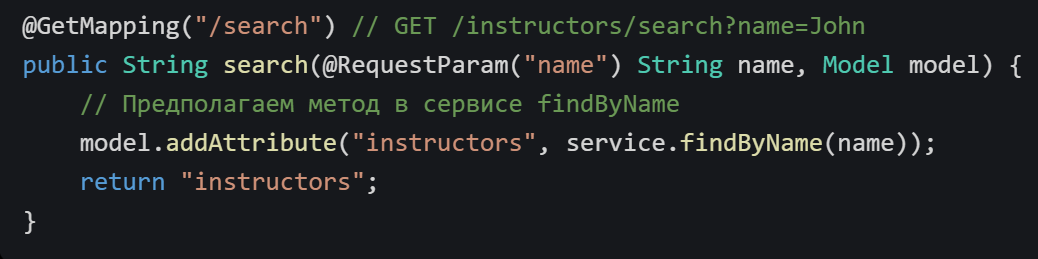 @GetMapping("/search") // GET /instructors/search?name=John
public String search(@RequestParam("name") String name, Model model) {
    // Предполагаем метод в сервисе findByName
    model.addAttribute("instructors", service.findByName(name));
    return "instructors";
}